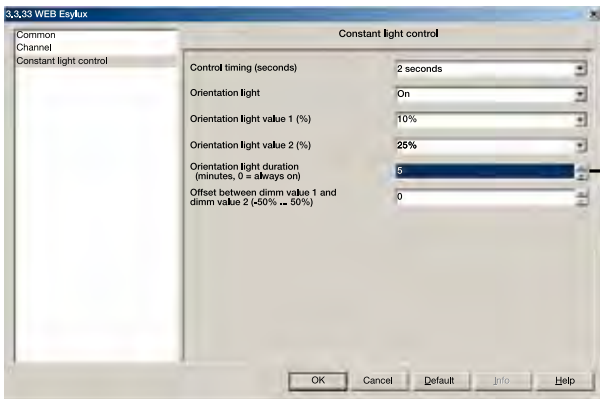 3.3.33 WEB Esylux
Common
Channel
Constant light control
Constant light control
Control timing (seconds) 2 seconds
Orientation light On
Orientation light value 1 (%) 10%
Orientation light value 2 (%) 25%
Orientation light duration
(minutes, 0 = always on) 5
Offset between dimm value 1 and
dimm value 2 (-50% ... 50%) 0
OK Cancel Default Info Help